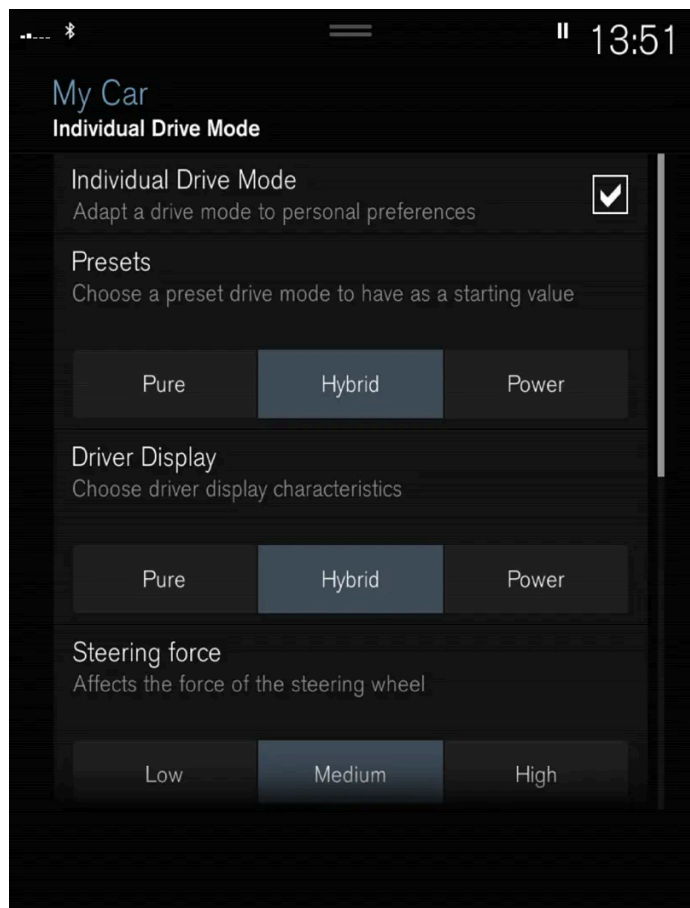 13:51
My Car
Individual Drive Mode
Individual Drive Mode
Adapt a drive mode to personal preferences
Presets
Choose a preset drive mode to have as a starting value
Pure Hybrid Power
Driver Display
Choose driver display characteristics
Pure Hybrid Power
Steering force
Affects the force of the steering wheel
Low Medium High